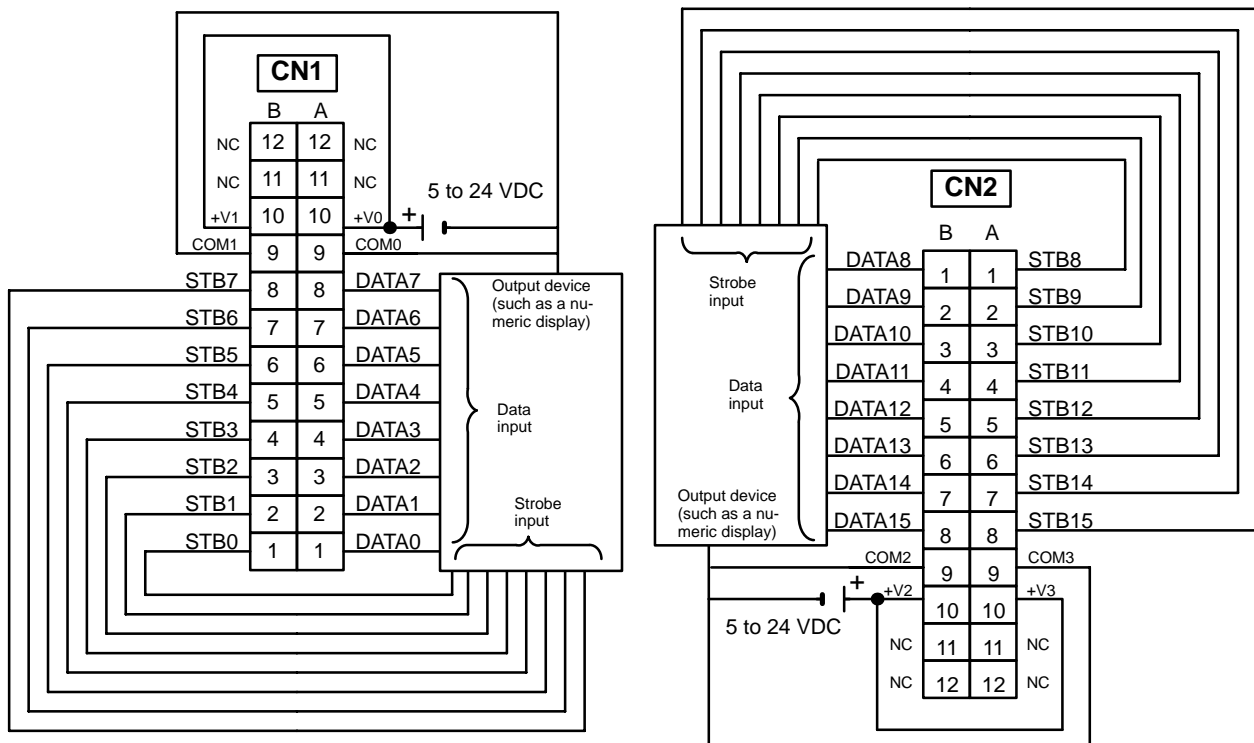 CN1
B A
NC 12 12 NC
NC 11 11 NC
5 to 24 VDC
+V1 10 10 +V0 +
COM1 9 9 COM0
STB7 8 8 DATA7
STB6 7 7 DATA6
STB5 6 6 DATA5
STB4 5 5 DATA4
STB3 4 4 DATA3
STB2 3 3 DATA2
STB1 2 2 DATA1
STB0 1 1 DATA0
Output device
(such as a nu-
meric display)
Data
input
Strobe
input
CN2
B A
Strobe
input
Data
input
Output device
(such as a nu-
meric display)
DATA8 1 1 STB8
DATA9 2 2 STB9
DATA10 3 3 STB10
DATA11 4 4 STB11
DATA12 5 5 STB12
DATA13 6 6 STB13
DATA14 7 7 STB14
DATA15 8 8 STB15
COM2 9 9 COM3
+ +V2 10 10 +V3
5 to 24 VDC
NC 11 11 NC
NC 12 12 NC